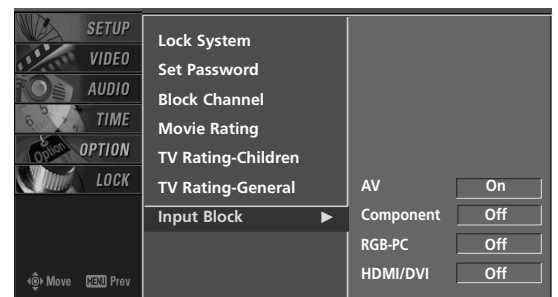 SETUP
VIDEO
AUDIO
TIME
Option OPTION
LOCK
Lock System
Set Password
Block Channel
Movie Rating
TV Rating-Children
TV Rating-General
Input Block ►
AV On
Component Off
RGB-PC Off
HDMI/DVI Off
Move MENU Prev